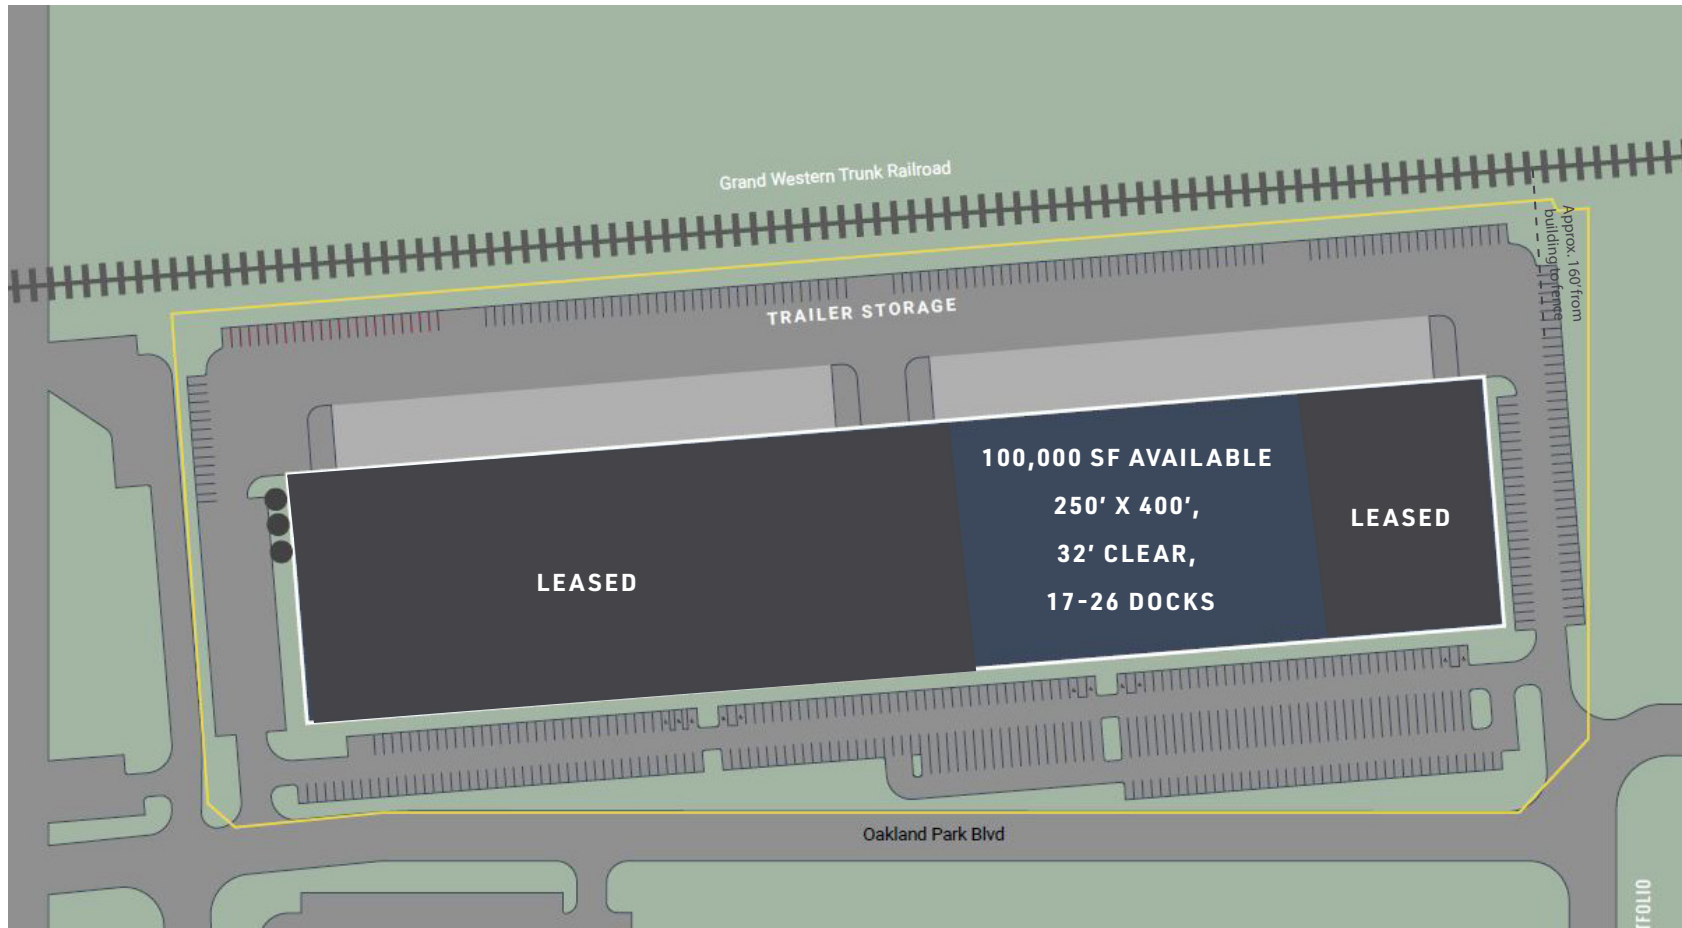 Grand Western Trunk Railroad
Approx. 160' from
building to fence
TRAILER STORAGE
100,000 SF AVAILABLE
250' X 400',
32' CLEAR,
17-26 DOCKS
LEASED
LEASED
Oakland Park Blvd
TFOLIO